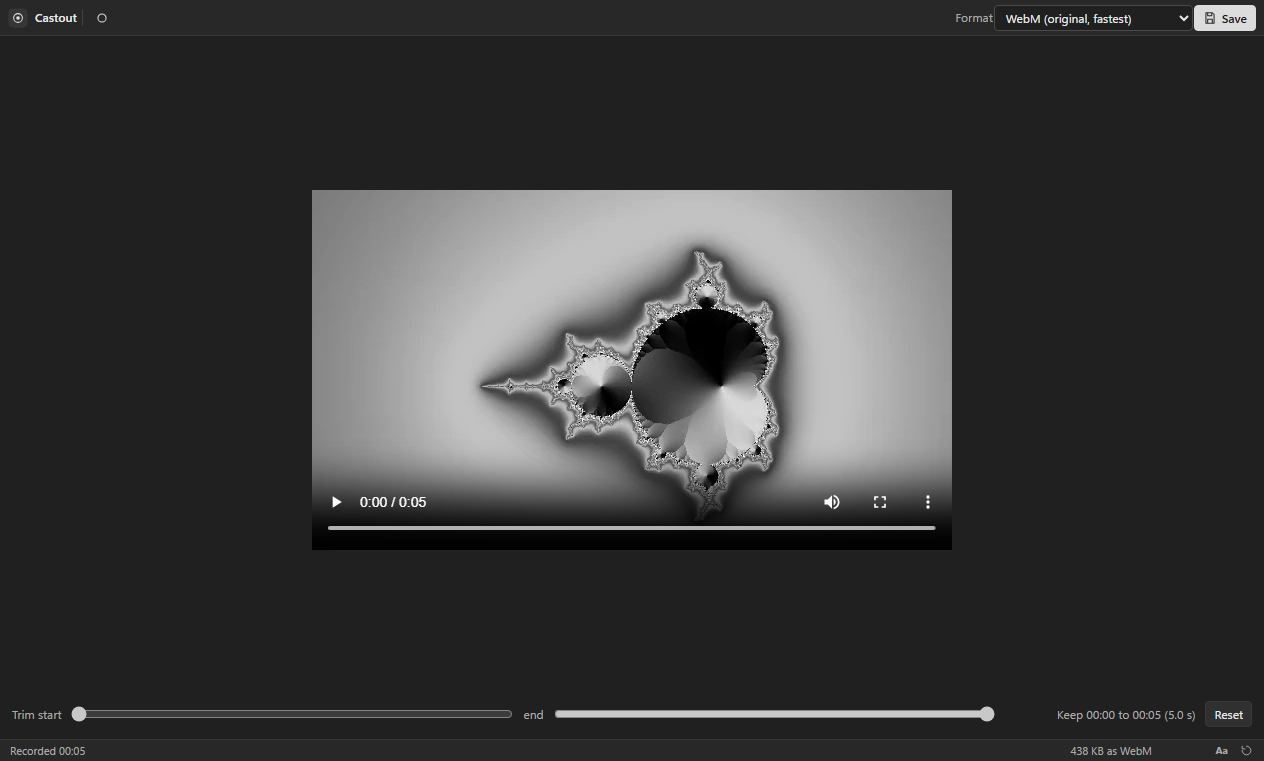 Castout
Format WebM (original, fastest) Save
0:00 / 0:05
Trim start end Keep 00:00 to 00:05 (5.0 s) Reset
Recorded 00:05 438 KB as WebM Aa